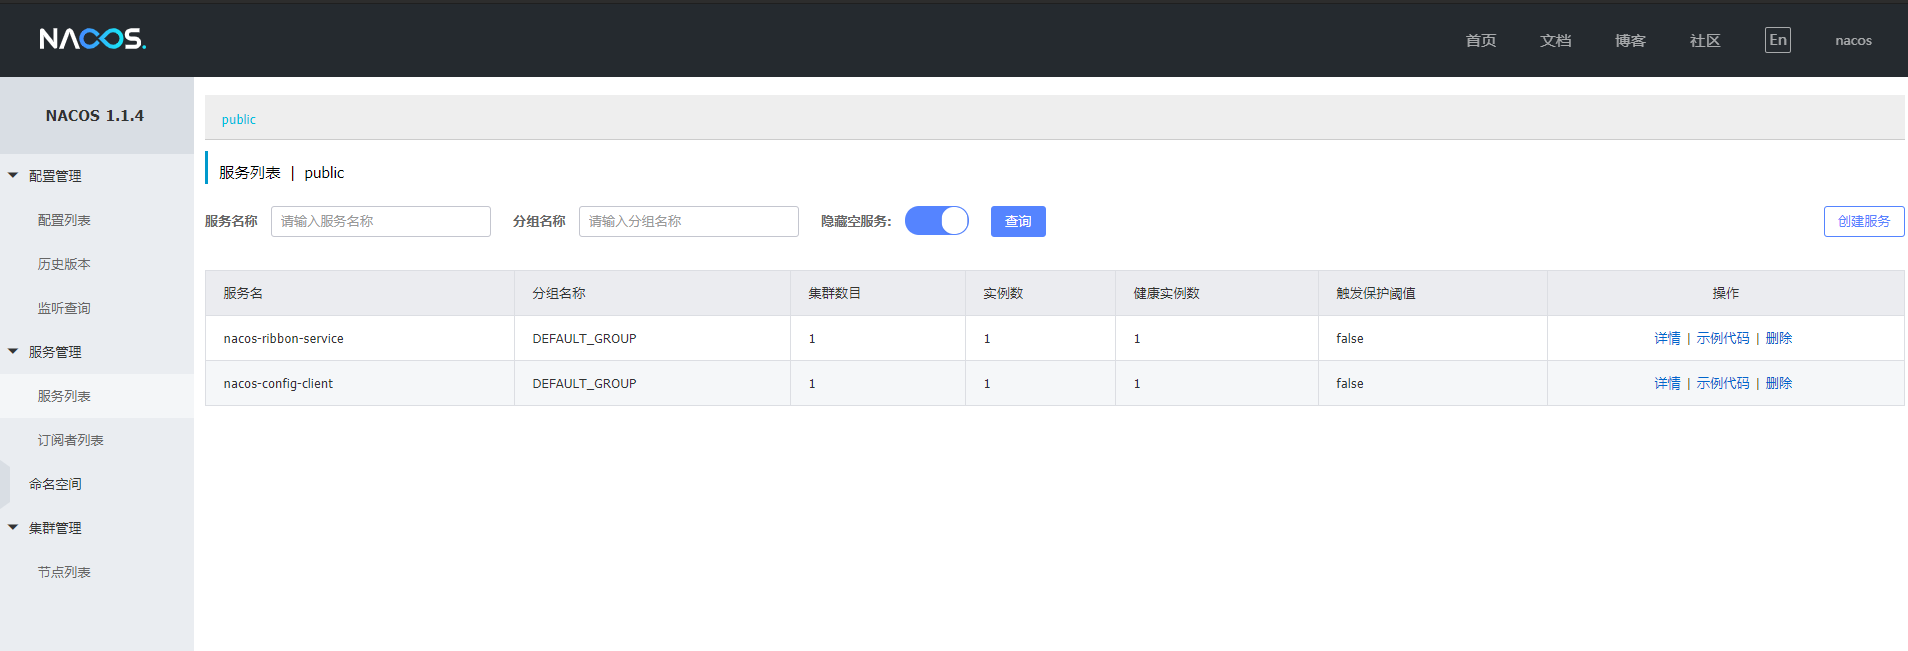 NACOS.
首页 文档 博客 社区 En nacos
NACOS 1.1.4
配置管理
配置列表
历史版本
监听查询
服务管理
服务列表
订阅者列表
命名空间
集群管理
节点列表
public
服务列表 | public
服务名称 请输入服务名称 分组名称 请输入分组名称 隐藏空服务: 查询 创建服务
服务名 分组名称 集群数目 实例数 健康实例数 触发保护阈值 操作
nacos-ribbon-service DEFAULT_GROUP 1 1 1 false 详情 | 示例代码 | 删除
nacos-config-client DEFAULT_GROUP 1 1 1 false 详情 | 示例代码 | 删除